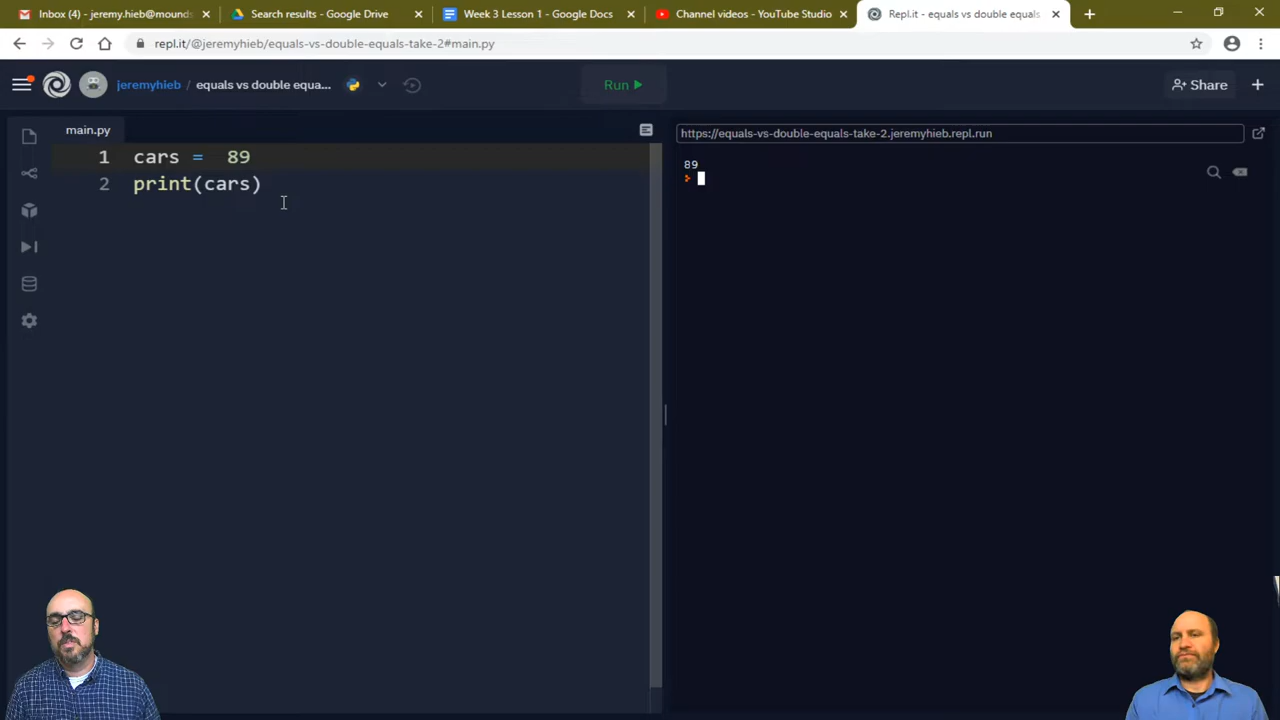 Inbox (4) - jeremy.hieb@mounds
Search results - Google Drive
Week 3 Lesson 1 - Google Docs
Channel videos - YouTube Studio
Repl.it - equals vs double equals
repl.it/@jeremyhieb/equals-vs-double-equals-take-2#main.py
jeremyhieb / equals vs double equa...
Run
Share
main.py
https://equals-vs-double-equals-take-2.jeremyhieb.repl.run
1 cars = 89
2 print(cars)
89